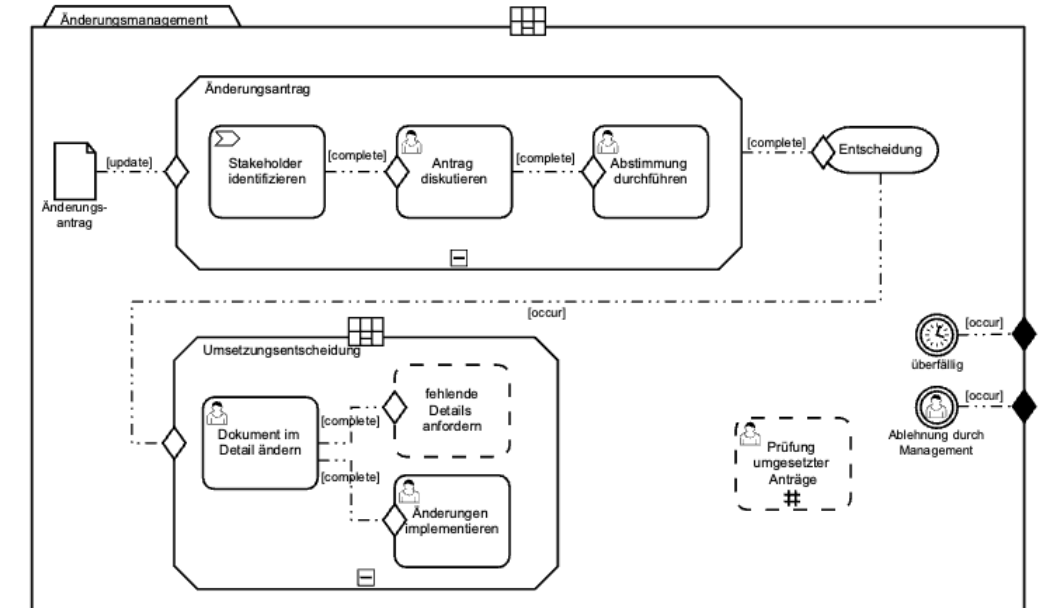 Änderungsmanagement
Änderungsantrag
[update]
Änderungs-
antrag
Stakeholder
identifizieren
[complete]
Antrag
diskutieren
[complete]
Abstimmung
durchführen
[complete]
Entscheidung
[occur]
Umsetzungsentscheidung
Dokument im
Detail ändern
[complete]
fehlende
Details
anfordern
[complete]
Änderungen
implementieren
Prüfung
umgesetzter
Anträge
[occur]
überfällig
[occur]
Ablehnung durch
Management